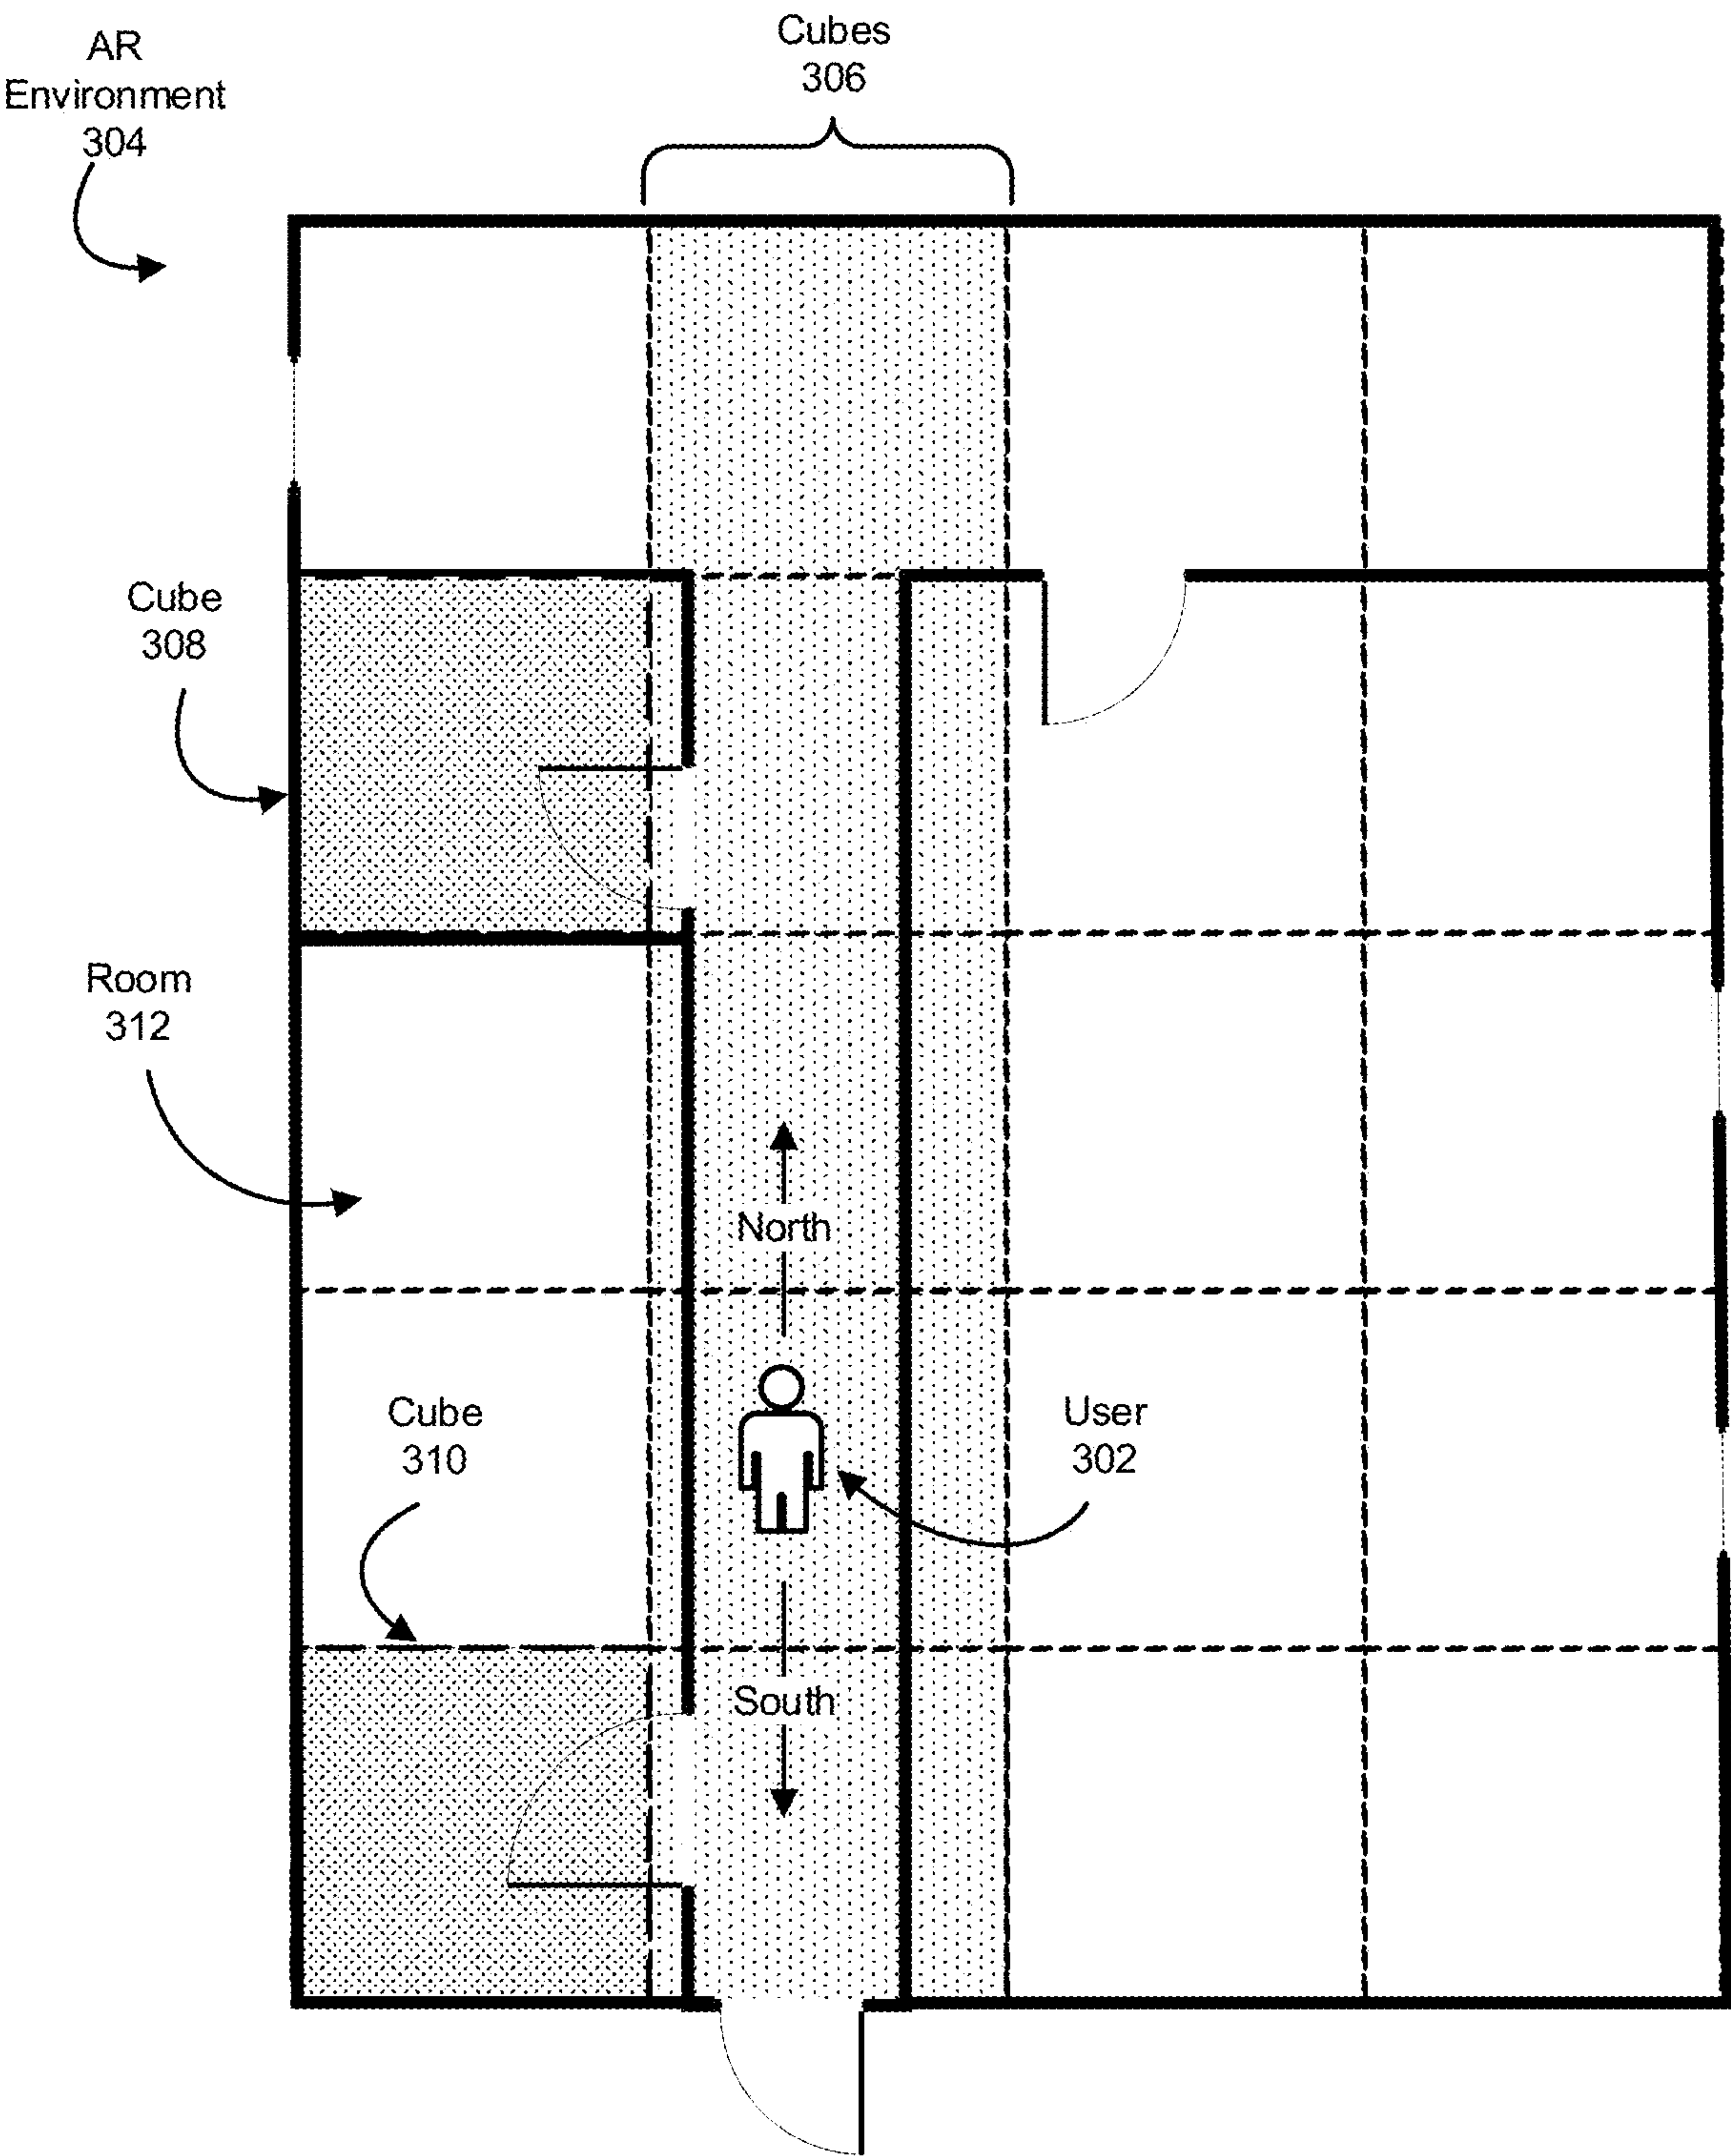 AR
Environment
304
Cubes
306
Cube
308
Room
312
North
Cube
310
User
302
South